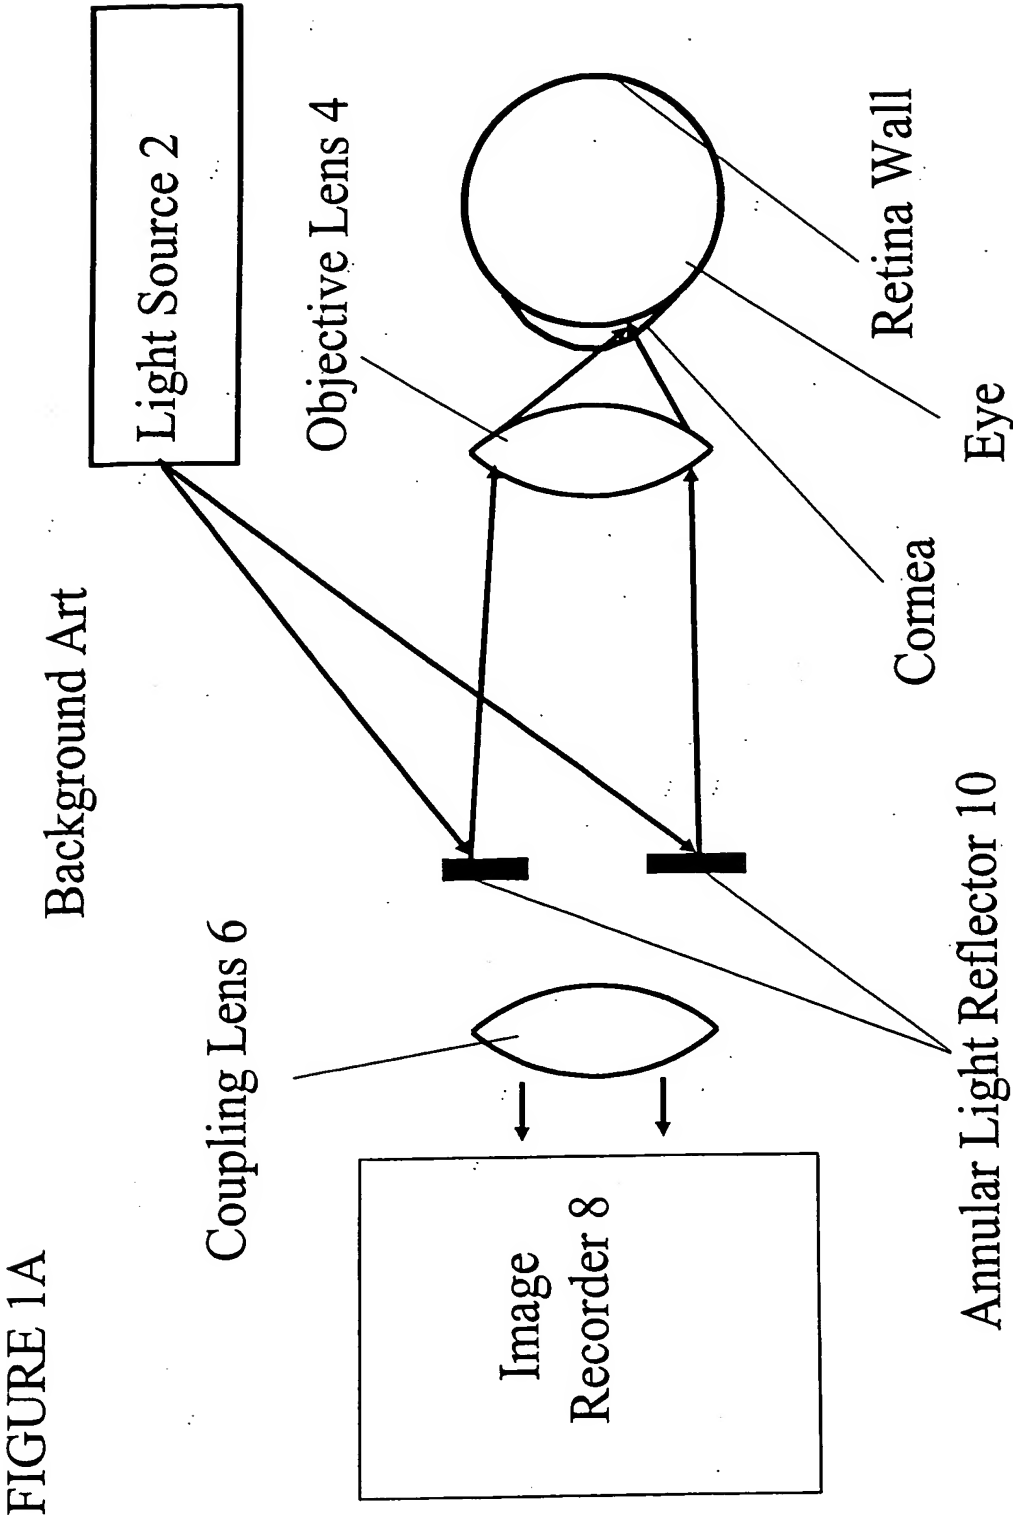 FIGURE 1A
Background Art
Light Source 2
Coupling Lens 6
Objective Lens 4
Image
Recorder 8
Retina Wall
Cornea
Eye
Annular Light Reflector 10